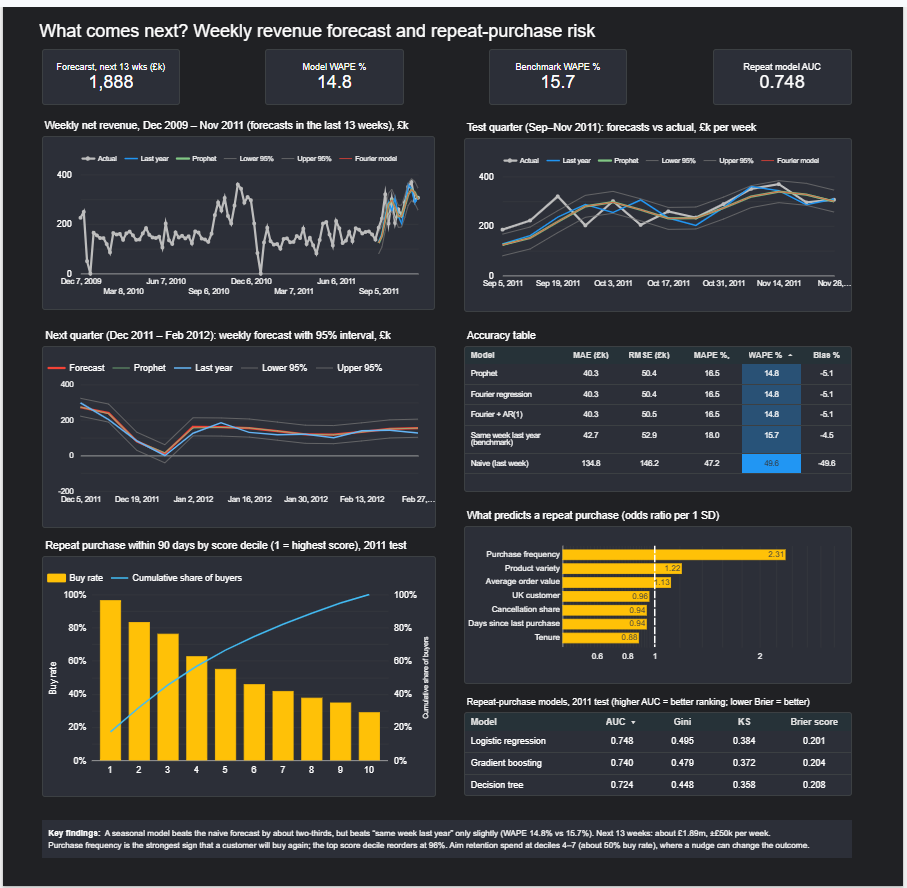 What comes next? Weekly revenue forecast and repeat-purchase risk
Forecarst, next 13 wks (£k)
1,888
Model WAPE %
14.8
Benchmark WAPE %
15.7
Repeat model AUC
0.748
Weekly net revenue, Dec 2009 – Nov 2011 (forecasts in the last 13 weeks), £k
Actual Last year Prophet Lower 95% Upper 95% Fourier model
400
200
0
Dec 7, 2009 Jun 7, 2010 Dec 6, 2010 Jun 6, 2011
Mar 8, 2010 Sep 6, 2010 Mar 7, 2011 Sep 5, 2011
Test quarter (Sep–Nov 2011): forecasts vs actual, £k per week
Actual Last year Prophet Lower 95% Upper 95% Fourier model
400
200
0
Sep 5, 2011 Sep 19, 2011 Oct 3, 2011 Oct 17, 2011 Oct 31, 2011 Nov 14, 2011 Nov 28,...
Next quarter (Dec 2011 – Feb 2012): weekly forecast with 95% interval, £k
Forecast Prophet Last year Lower 95% Upper 95%
400
200
0
-200
Dec 5, 2011 Dec 19, 2011 Jan 2, 2012 Jan 16, 2012 Jan 30, 2012 Feb 13, 2012 Feb 27,...
Accuracy table
Model MAE (£k) RMSE (£k) MAPE % WAPE % Bias %
Prophet 40.3 50.4 16.5 14.8 -5.1
Fourier regression 40.3 50.4 16.5 14.8 -5.1
Fourier + AR(1) 40.3 50.5 16.5 14.8 -5.1
Same week last year (benchmark) 42.7 52.9 18.0 15.7 -4.5
Naive (last week) 134.8 146.2 47.2 49.6 -49.6
What predicts a repeat purchase (odds ratio per 1 SD)
Purchase frequency 2.31
Product variety 1.22
Average order value 1.13
UK customer 0.96
Cancellation share 0.94
Days since last purchase 0.94
Tenure 0.88
0.6 0.8 1 2
Repeat purchase within 90 days by score decile (1 = highest score), 2011 test
Buy rate Cumulative share of buyers
100% 100%
80% 80%
60% 60%
40% 40%
20% 20%
0% 0%
Buy rate
Cumulative share of buyers
1 2 3 4 5 6 7 8 9 10
Repeat-purchase models, 2011 test (higher AUC = better ranking; lower Brier = better)
Model AUC Gini KS Brier score
Logistic regression 0.748 0.495 0.384 0.201
Gradient boosting 0.740 0.479 0.372 0.204
Decision tree 0.724 0.448 0.358 0.208
Key findings: A seasonal model beats the naive forecast by about two-thirds, but beats "same week last year" only slightly (WAPE 14.8% vs 15.7%). Next 13 weeks: about £1.89m, ±£50k per week.
Purchase frequency is the strongest sign that a customer will buy again; the top score decile reorders at 96%. Aim retention spend at deciles 4–7 (about 50% buy rate), where a nudge can change the outcome.